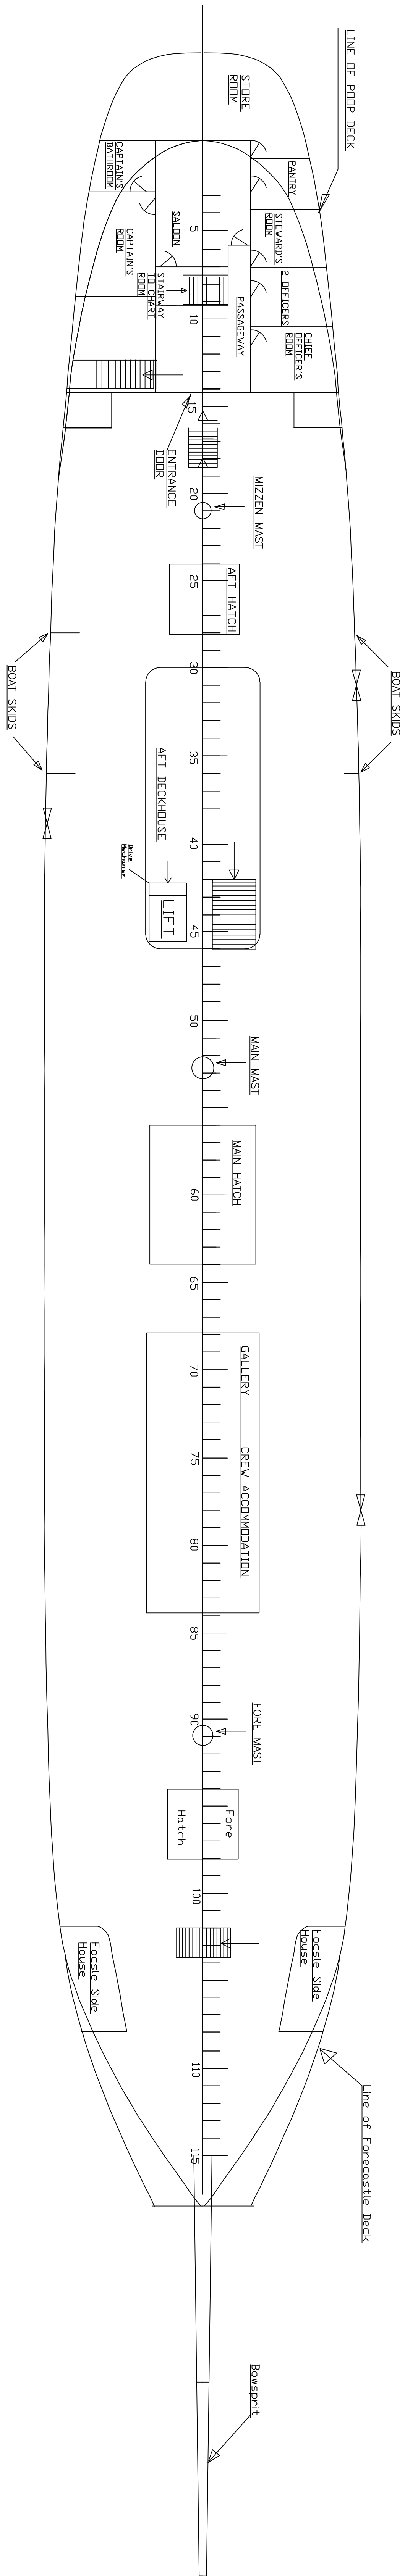 LINE OF POOP DECK
STORE
ROOM
CAPTAIN'S
BATHROOM
PANTRY
SALOON
STEWARD'S
ROOM
CAPTAIN'S
ROOM
5
STAIRWAY
TO CHART
ROOM
2 OFFICERS
PASSAGEWAY
CHIEF
OFFICER'S
ROOM
10
15
ENTRANCE
DOOR
20
MIZZEN MAST
AFT HATCH
25
BOAT SKIDS
BOAT SKIDS
30
35
AFT DECKHOUSE
40
Drive
Mechanism
LIFT
45
50
MAIN MAST
MAIN HATCH
60
65
GALLERY
70
CREW ACCOMMODATION
75
80
85
FORE MAST
90
Fore
Hatch
100
Focsle Side
House
Focsle Side
House
110
Line of Forecastle Deck
115
Bowsprit